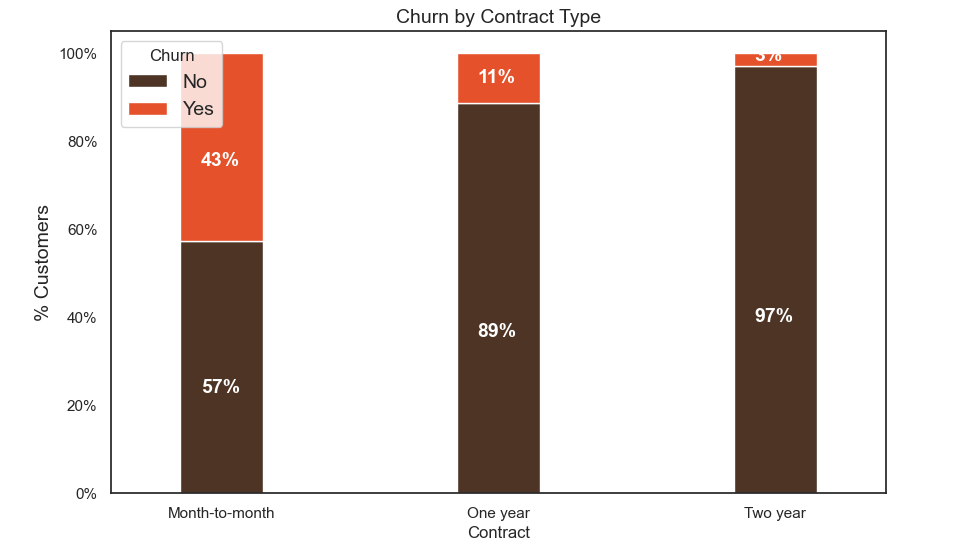 Churn by Contract Type
Churn
No
Yes
% Customers
100%
80%
60%
40%
20%
0%
43%
57%
11%
89%
3%
97%
Month-to-month
One year
Two year
Contract